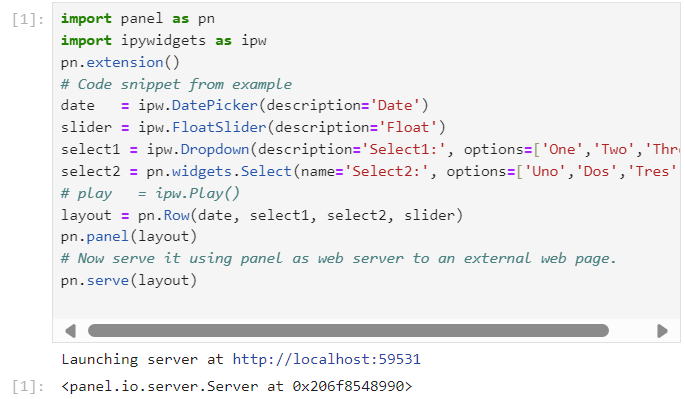 [1]:
import panel as pn
import ipywidgets as ipw
pn.extension()
# Code snippet from example
date   = ipw.DatePicker(description='Date')
slider = ipw.FloatSlider(description='Float')
select1 = ipw.Dropdown(description='Select1:', options=['One','Two','Thr
select2 = pn.widgets.Select(name='Select2:', options=['Uno','Dos','Tres'
# play   = ipw.Play()
layout = pn.Row(date, select1, select2, slider)
pn.panel(layout)
# Now serve it using panel as web server to an external web page.
pn.serve(layout)
Launching server at http://localhost:59531
[1]: <panel.io.server.Server at 0x206f8548990>